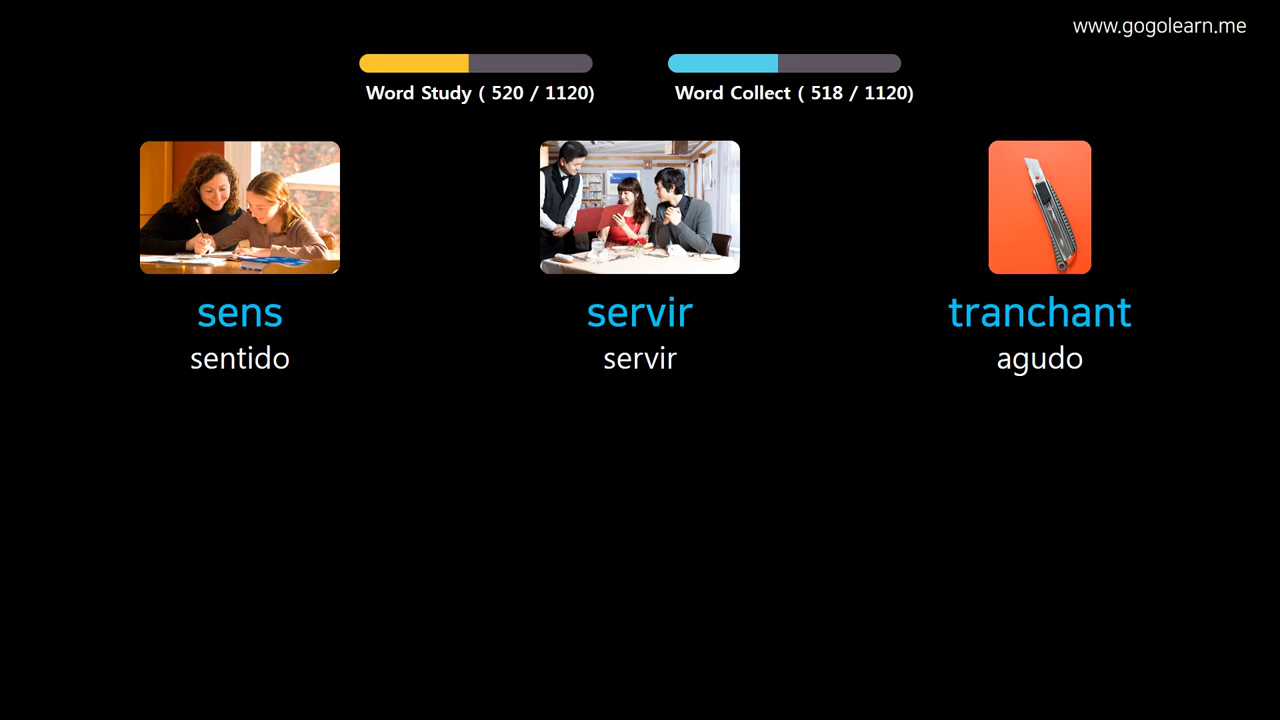 www.gogolearn.me
Word Study ( 520 / 1120)
Word Collect ( 518 / 1120)
sens
servir
tranchant
sentido
servir
agudo